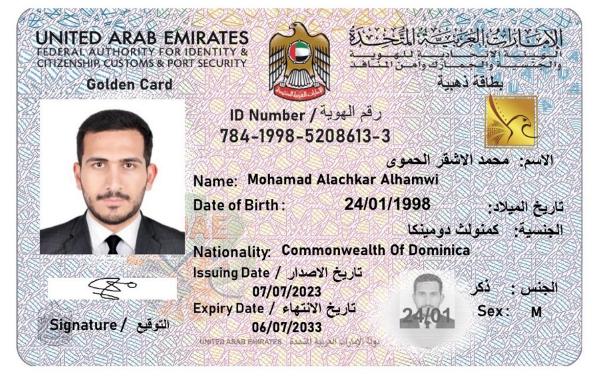 UNITED ARAB EMIRATES
FEDERAL AUTHORITY FOR IDENTITY &
CITIZENSHIP, CUSTOMS & PORT SECURITY
الإمارات العربية المتحدة
الهيئة الاتحادية للهوية
والجنسية والجمارك وأمن المنافذ
Golden Card
بطاقة ذهبية
ID Number / رقم الهوية
784-1998-5208613-3
الاسم: محمد الاشقر الحموى
Name: Mohamad Alachkar Alhamwi
Date of Birth : 24/01/1998 تاريخ الميلاد:
الجنسية: كمنولث دومينكا
Nationality: Commonwealth Of Dominica
Issuing Date / تاريخ الاصدار
07/07/2023
الجنس : ذكر
Expiry Date / تاريخ الانتهاء
24/01
Sex: M
06/07/2033
Signature / التوقيع
UNITED ARAB EMIRATES دولة الإمارات العربية المتحدة